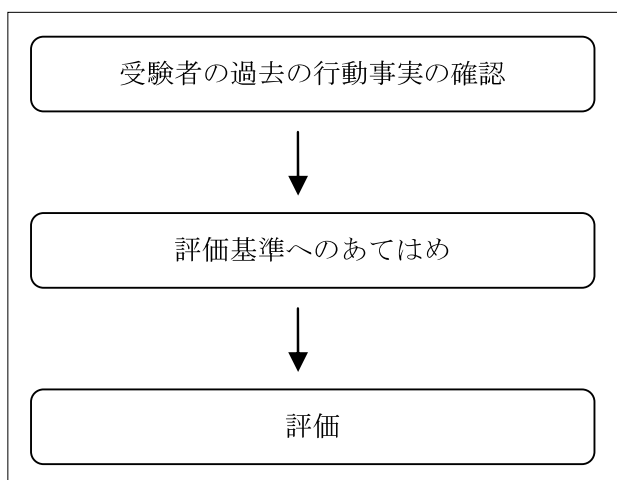 受験者の過去の行動事実の確認
評価基準へのあてはめ
評価